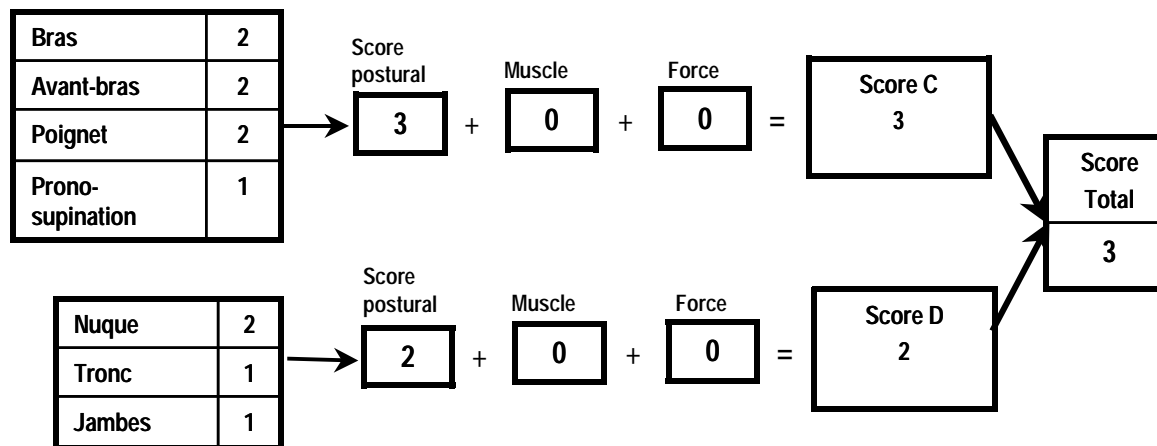 Bras 2
Avant-bras 2
Poignet 2
Prono-
supination 1
Score
postural
3
+
Muscle
0
+
Force
0
=
Score C
3
Nuque 2
Tronc 1
Jambes 1
Score
postural
2
+
Muscle
0
+
Force
0
=
Score D
2
Score
Total
3